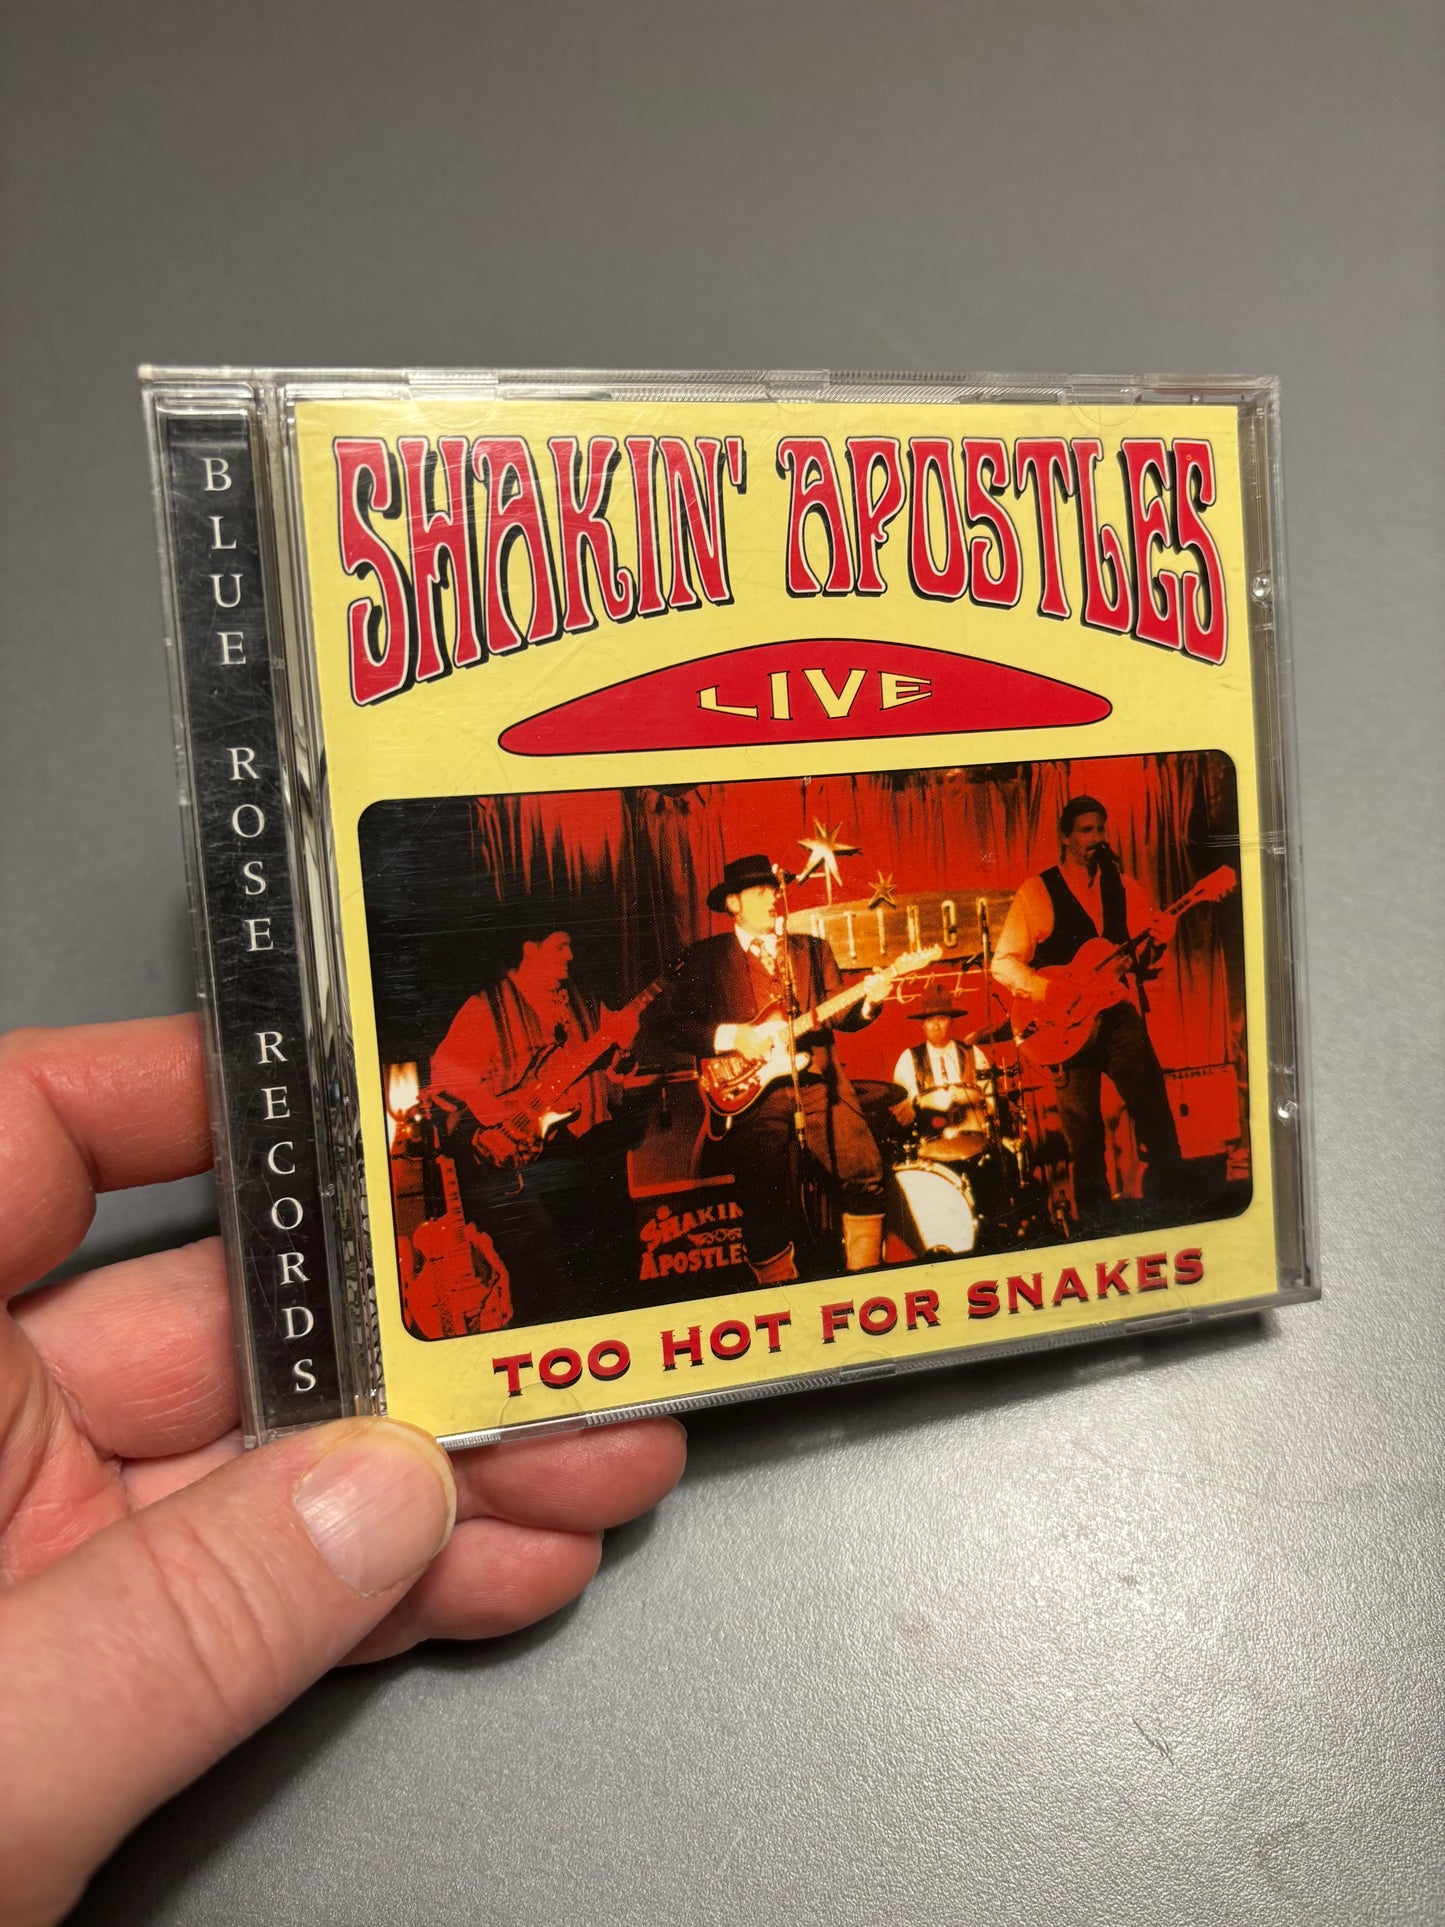 BLUE ROSE RECORDS
SHAKIN' APOSTLES
LIVE
SHAKIN
APOSTLES
TOO HOT FOR SNAKES